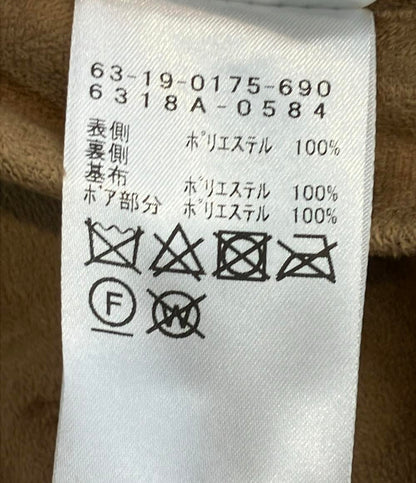 63-19-0175-690
6318A-0584
表側 ポリエステル 100%
裏側
基布 ポリエステル 100%
ボア部分 ポリエステル 100%
F W